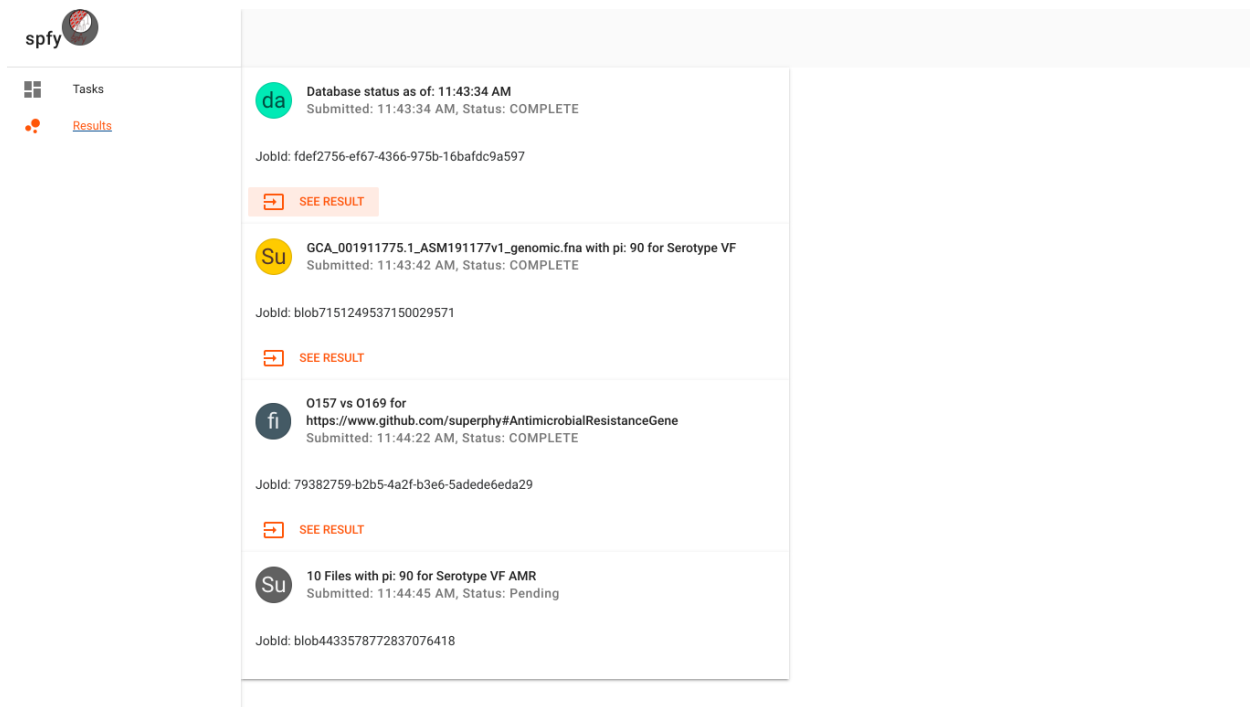 spfy
Tasks
Results
da
Database status as of: 11:43:34 AM
Submitted: 11:43:34 AM, Status: COMPLETE
JobId: fdef2756-ef67-4366-975b-16bafdc9a597
SEE RESULT
Su
GCA_001911775.1_ASM191177v1_genomic.fna with pi: 90 for Serotype VF
Submitted: 11:43:42 AM, Status: COMPLETE
JobId: blob7151249537150029571
SEE RESULT
fi
O157 vs O169 for
https://www.github.com/superphy#AntimicrobialResistanceGene
Submitted: 11:44:22 AM, Status: COMPLETE
JobId: 79382759-b2b5-4a2f-b3e6-5adede6eda29
SEE RESULT
Su
10 Files with pi: 90 for Serotype VF AMR
Submitted: 11:44:45 AM, Status: Pending
JobId: blob4433578772837076418